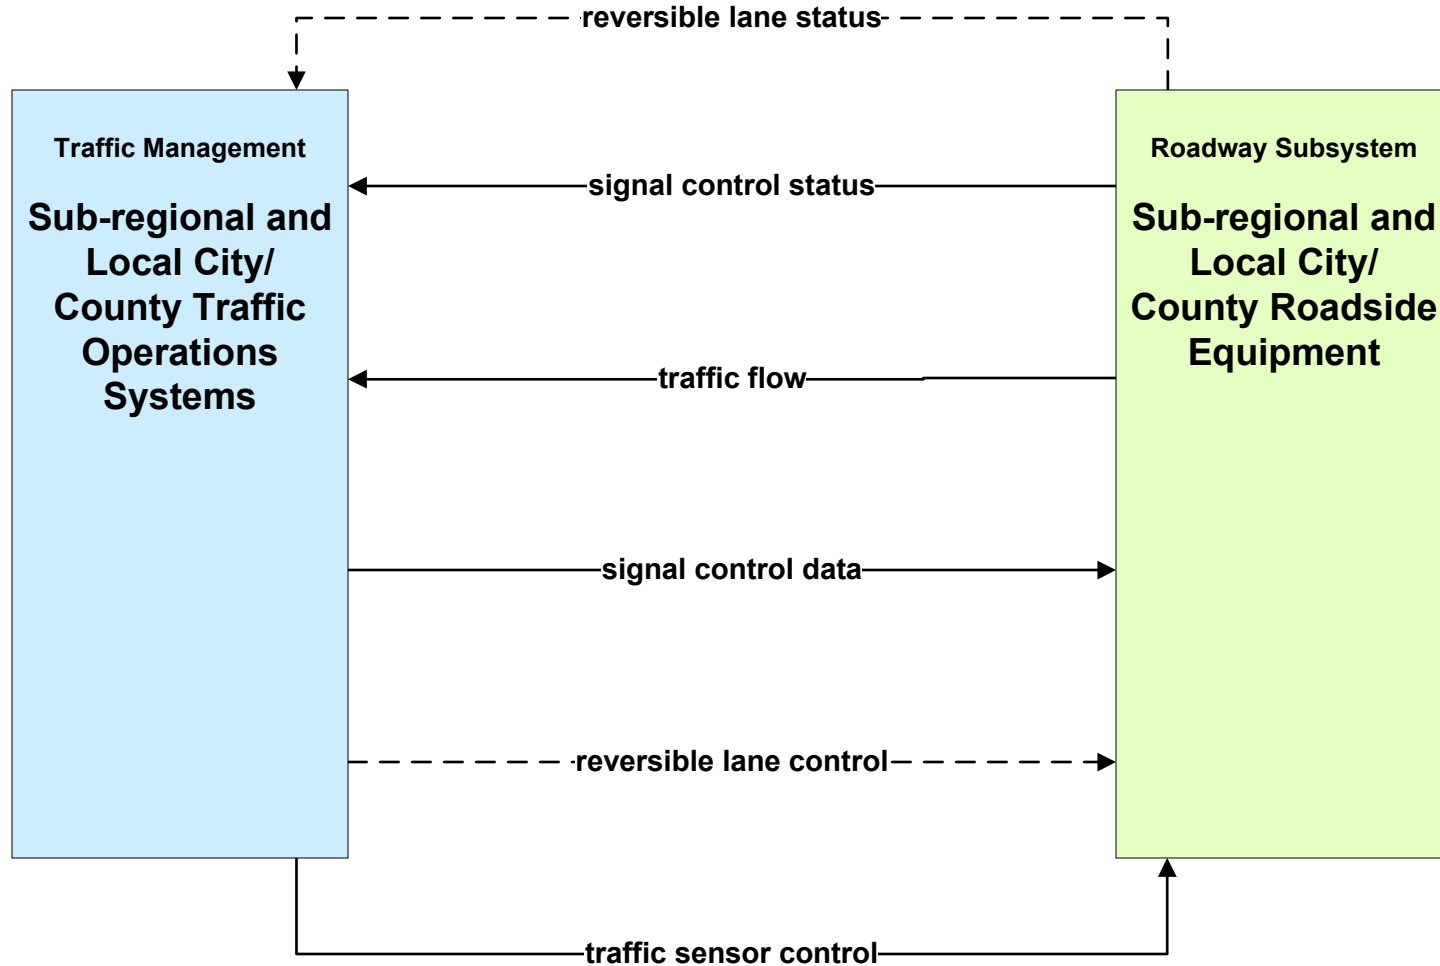 reversible lane status
Traffic Management
Sub-regional and
Local City/
County Traffic
Operations
Systems
Roadway Subsystem
Sub-regional and
Local City/
County Roadside
Equipment
signal control status
traffic flow
signal control data
reversible lane control
traffic sensor control